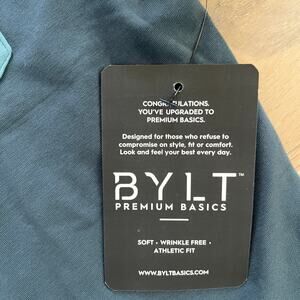 CONGRATULATIONS.
YOU'VE UPGRADED TO
PREMIUM BASICS.
Designed for those who refuse to
compromise on style, fit or comfort.
Look and feel your best every day.
BYLT™
PREMIUM BASICS
SOFT • WRINKLE FREE •
ATHLETIC FIT
WWW.BYLTBASICS.COM